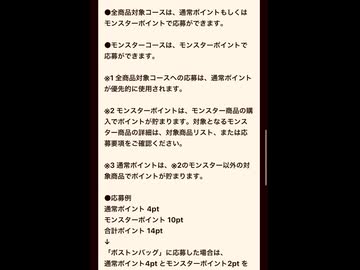 ●全商品対象コースは、通常ポイントもしくは
モンスターポイントで応募ができます。
●モンスターコースは、モンスターポイントで
応募ができます。
※1 全商品対象コースへの応募は、通常ポイント
が優先的に使用されます。
※2 モンスターポイントは、モンスター商品の購
入でポイントが貯まります。対象となるモンス
ター商品の詳細は、対象商品リスト、または応
募要項をご確認ください。
※3 通常ポイントは、※2のモンスター以外の対
象商品でポイントが貯まります。
●応募例
通常ポイント 4pt
モンスターポイント 10pt
合計ポイント 14pt
↓
「ボストンバッグ」に応募した場合は、
通常ポイント4pt とモンスターポイント2pt を